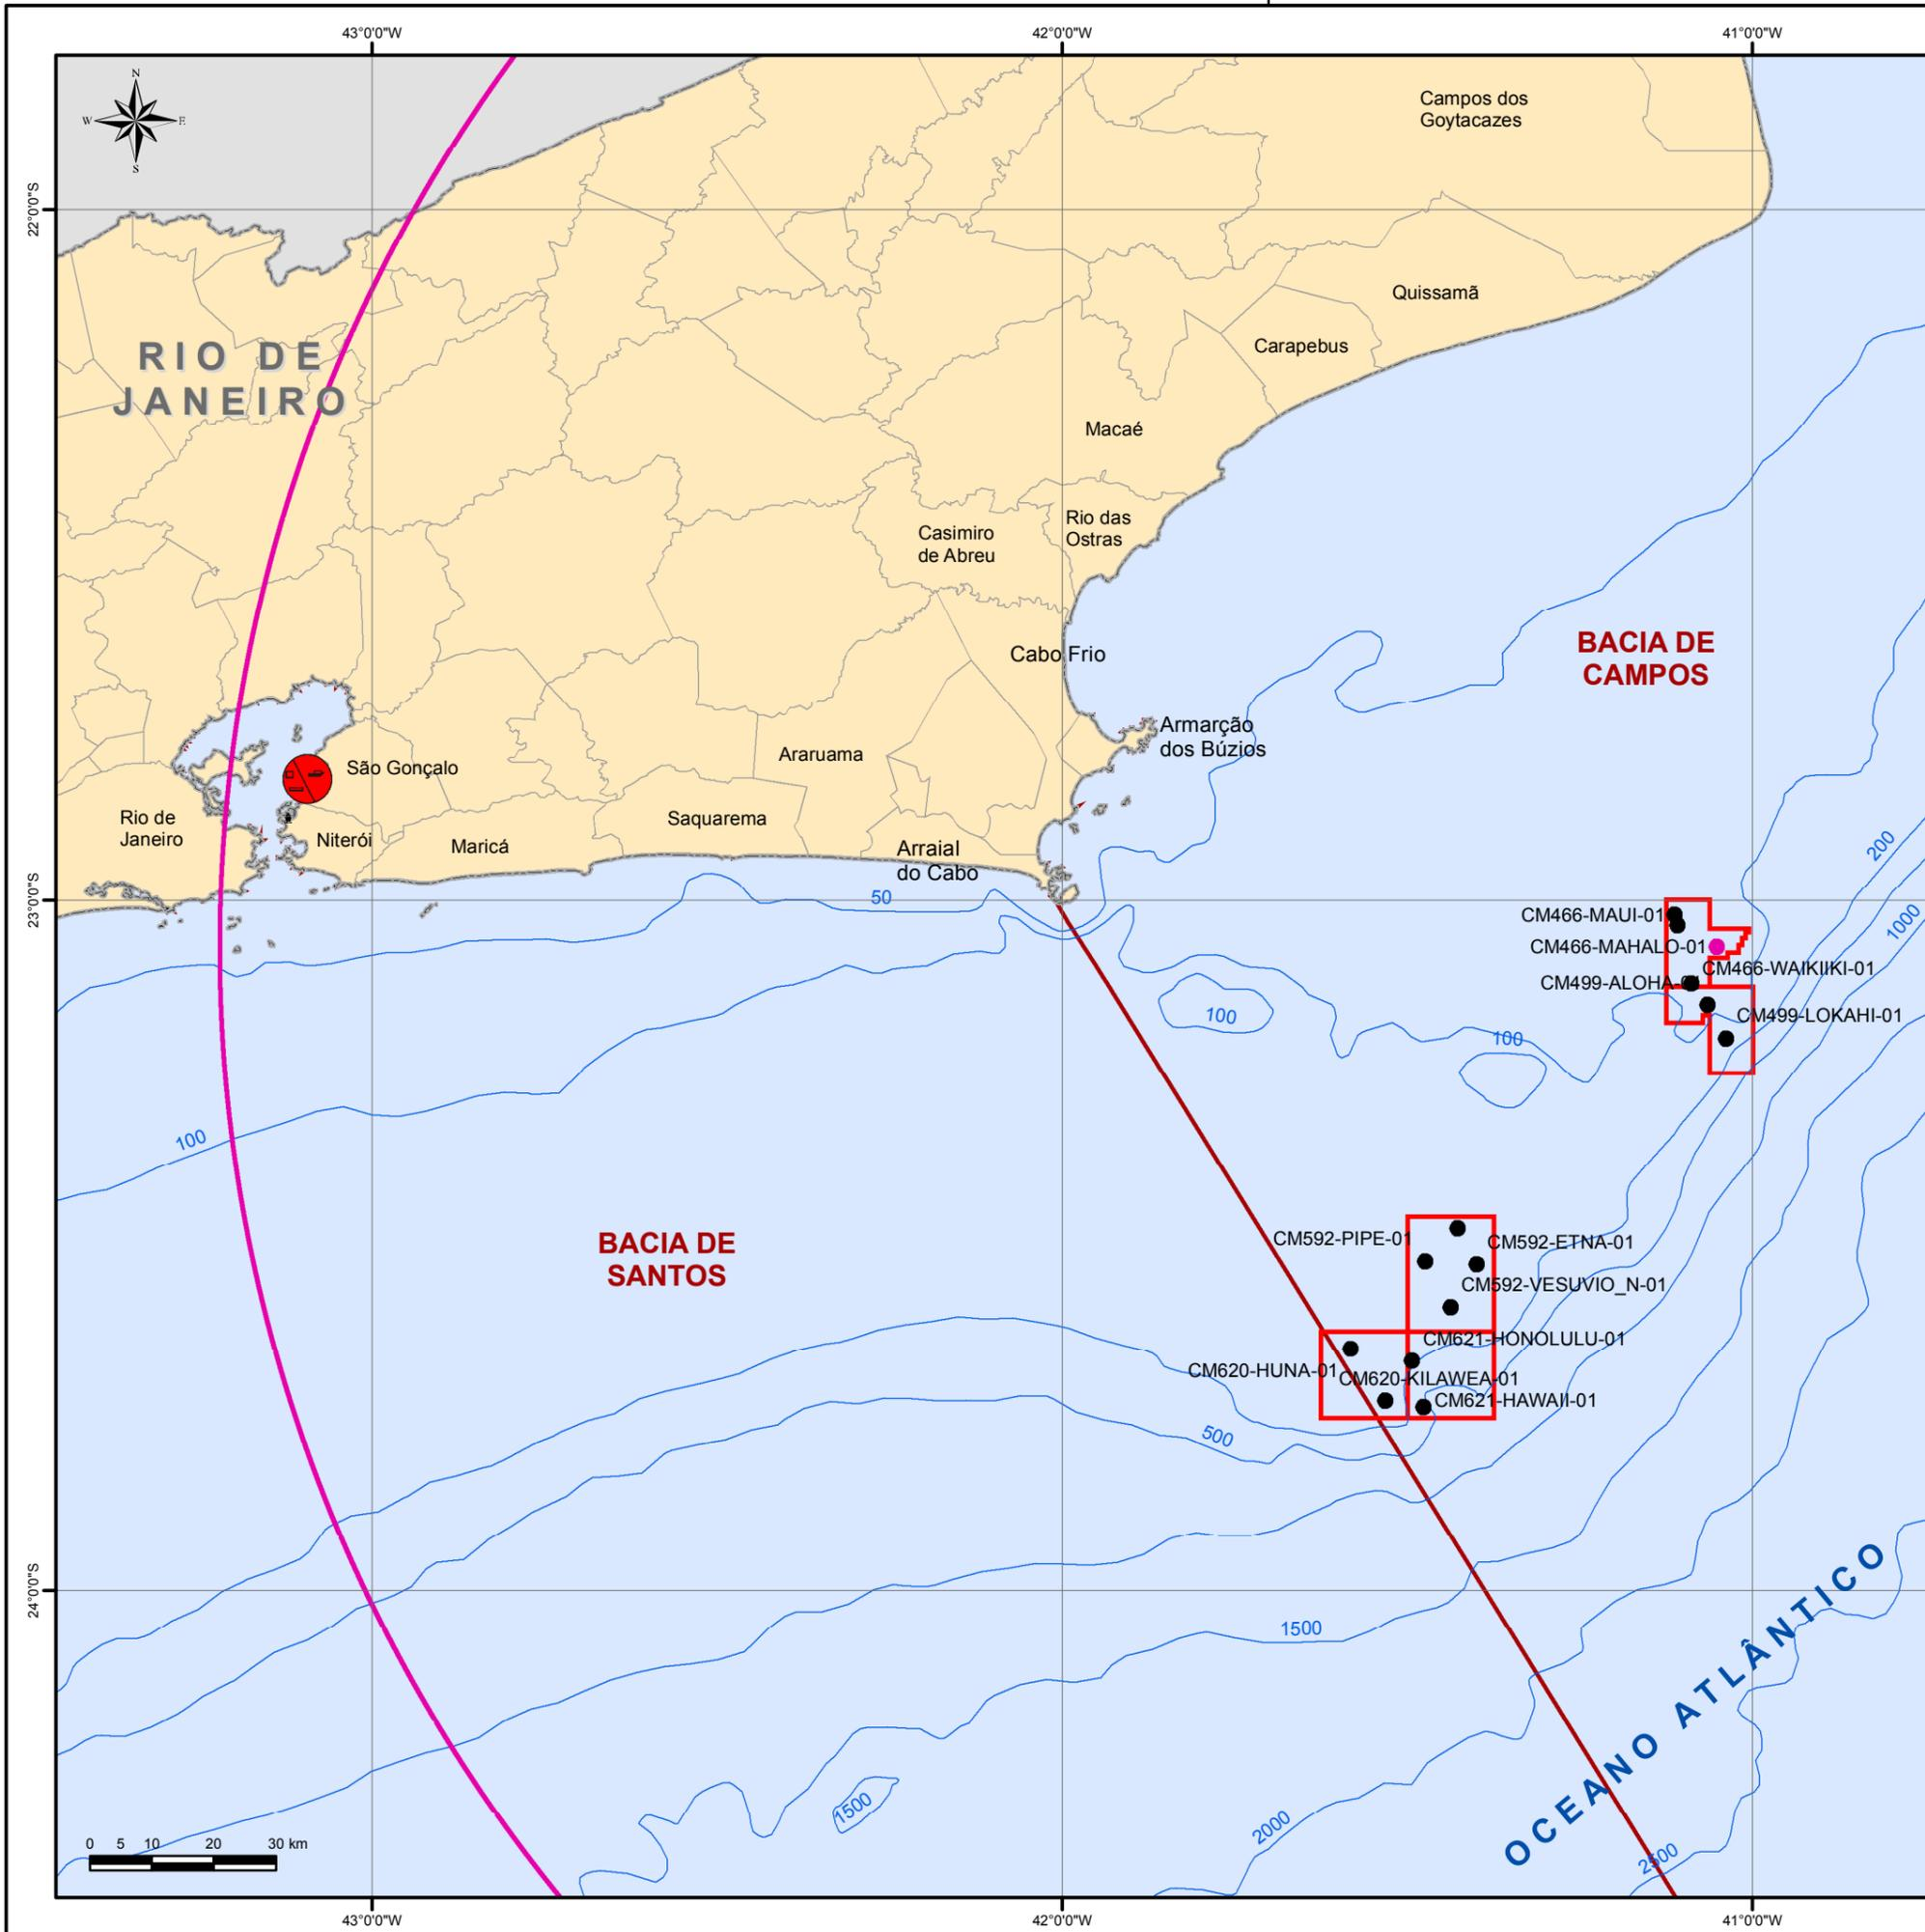 43°0'0"W
42°0'0"W
41°0'0"W
N
W
E
S
Campos dos
Goytacazes
22°0'0"S
Quissamã
Carapebus
RIO DE
JANEIRO
Macaé
Rio das
Ostras
Casimiro
de Abreu
Cabo Frio
BACIA DE
CAMPOS
Armarção
dos Búzios
Araruama
São Gonçalo
Rio de
Janeiro
Saquarema
Niterói
Maricá
Arraial
do Cabo
200
1000
23°0'0"S
50
CM466-MAUI-01
CM466-MAHALO-01
CM466-WAIKIIKI-01
CM499-ALOHA-
CM499-LOKAHI-01
100
100
100
BACIA DE
SANTOS
CM592-PIPE-01
CM592-ETNA-01
CM592-VESUVIO_N-01
CM621-HONOLULU-01
CM620-HUNA-01
CM620-KILAWEA-01
CM621-HAWAII-01
500
24°0'0"S
1500
OCEANO ATLÂNTICO
1500
2000
2500
0 5 10 20 30 km
43°0'0"W
42°0'0"W
41°0'0"W